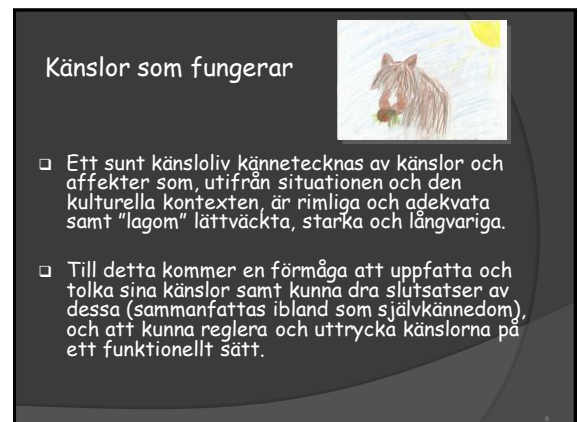 Känslor som fungerar
Ett sunt känsloliv kännetecknas av känslor och
affekter som, utifrån situationen och den
kulturella kontexten, är rimliga och adekvata
samt "lagom" lättväckta, starka och långvariga.
Till detta kommer en förmåga att uppfatta och
tolka sina känslor samt kunna dra slutsatser av
dessa (sammanfattas ibland som självkännedom),
och att kunna reglera och uttrycka känslorna på
ett funktionellt sätt.
6